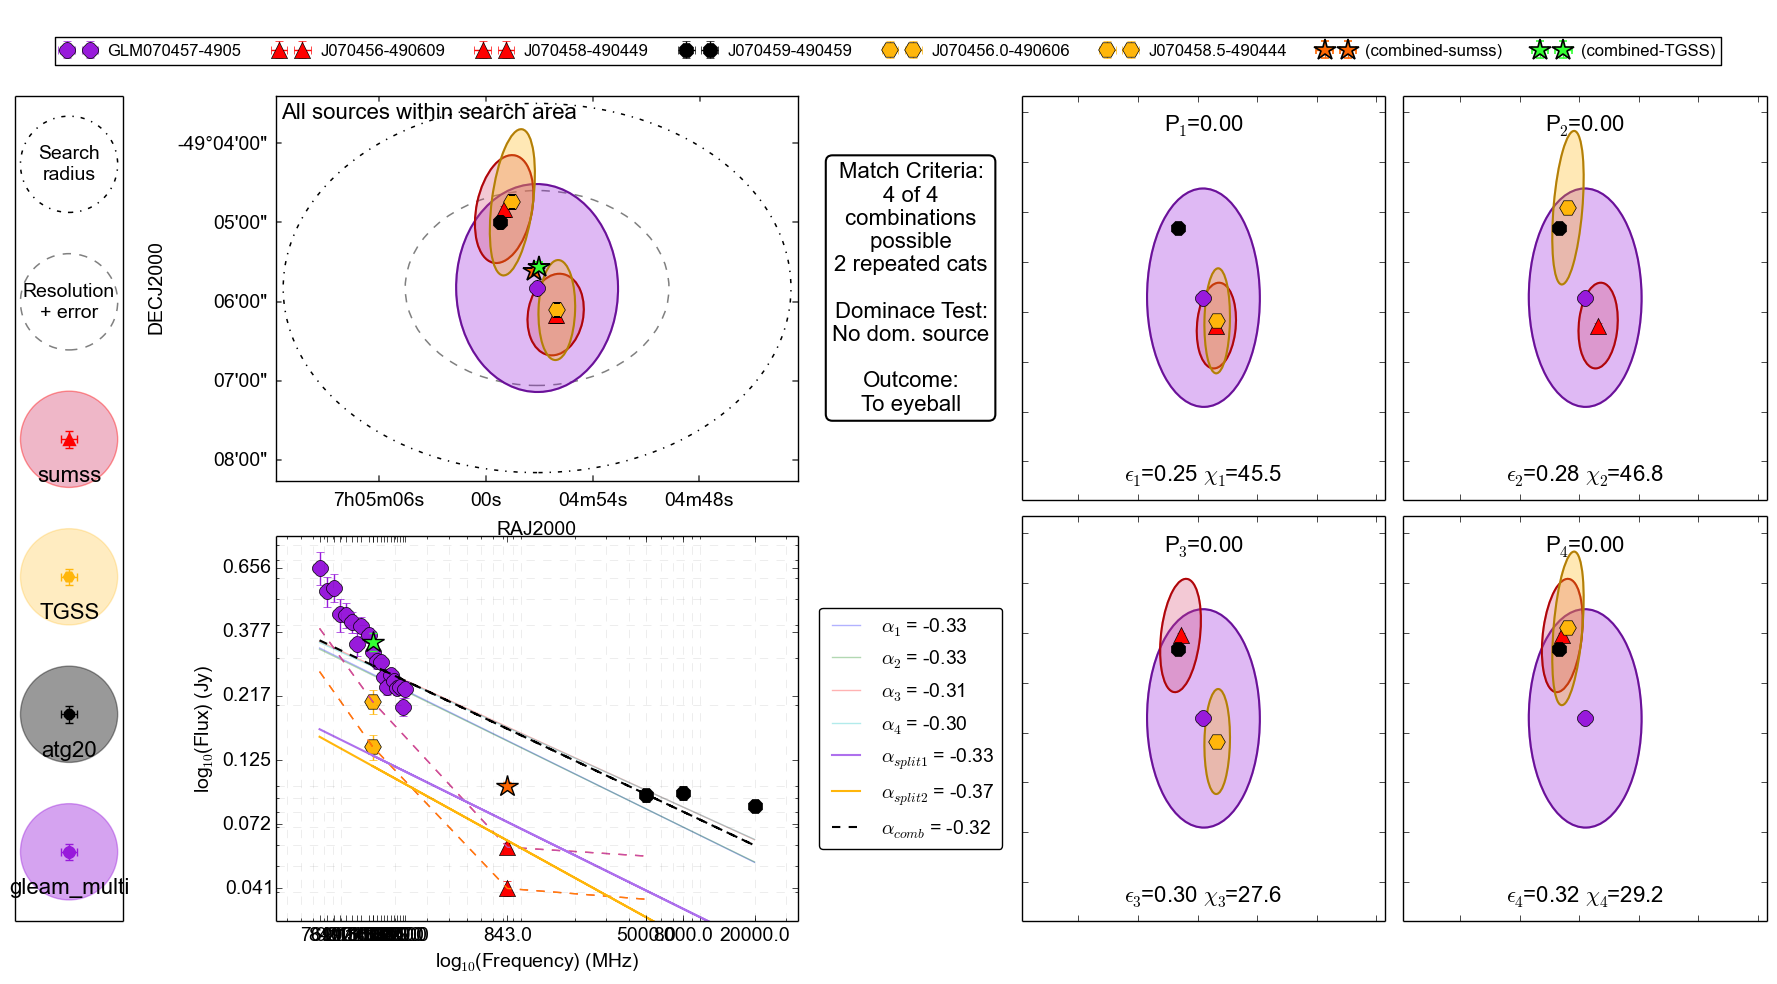 GLM070457-4905 J070456-490609 J070458-490449 J070459-490459 J070456.0-490606 J070458.5-490444 (combined-sumss) (combined-TGSS)
Search
radius
Resolution
+ error
sumss
TGSS
atg20
gleam_multi
All sources within search area
DECJ2000
-49°04'00"
05'00"
06'00"
07'00"
08'00"
7h05m06s 00s 04m54s 04m48s
RAJ2000
Match Criteria:
4 of 4
combinations
possible
2 repeated cats
Dominace Test:
No dom. source
Outcome:
To eyeball
P1=0.00
ϵ1=0.25 χ1=45.5
P2=0.00
ϵ2=0.28 χ2=46.8
log10(Flux) (Jy)
0.656
0.377
0.217
0.125
0.072
0.041
843.0 5000.0 8000.0 20000.0
log10(Frequency) (MHz)
α1 = -0.33
α2 = -0.33
α3 = -0.31
α4 = -0.30
αsplit1 = -0.33
αsplit2 = -0.37
αcomb = -0.32
P3=0.00
ϵ3=0.30 χ3=27.6
P4=0.00
ϵ4=0.32 χ4=29.2